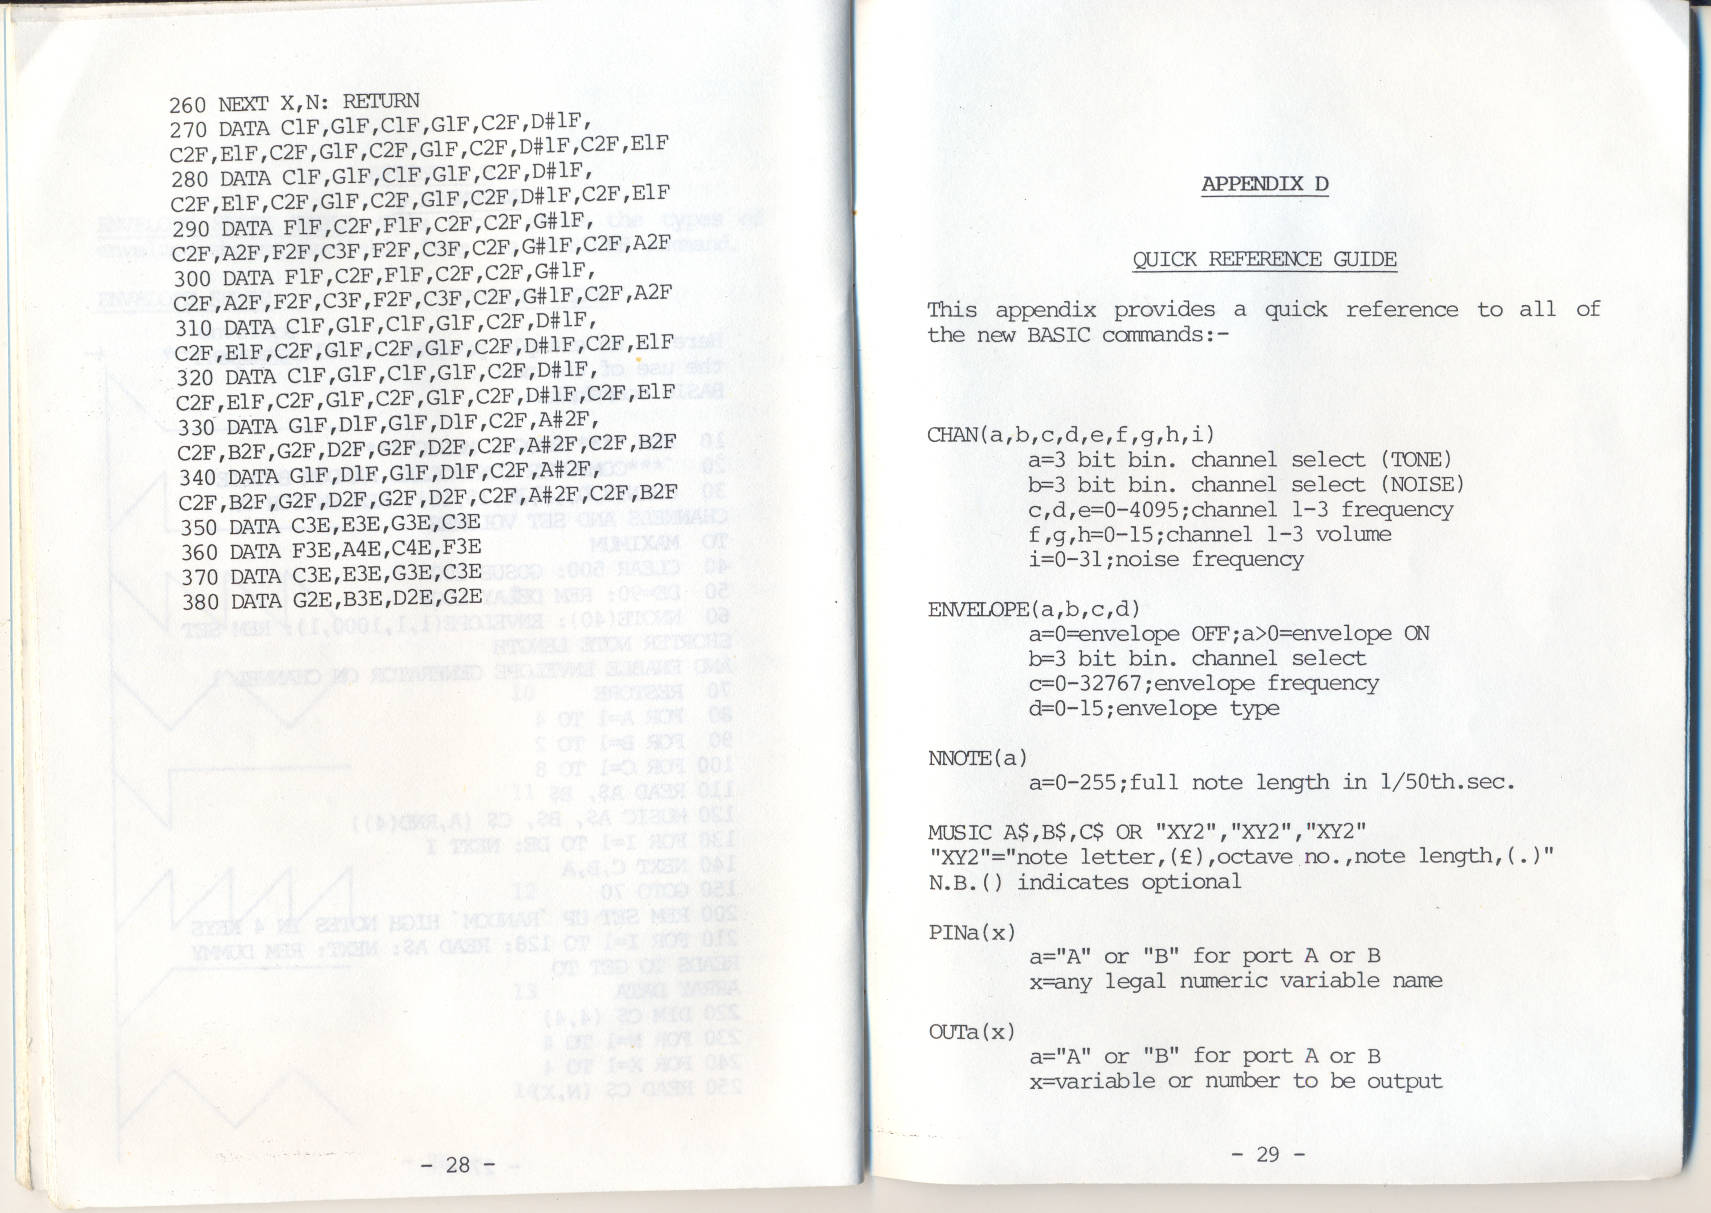 260 NEXT X,N: RETURN
270 DATA C1F,G1F,C1F,G1F,C2F,D#1F,
C2F,E1F,C2F,G1F,C2F,G1F,C2F,D#1F,C2F,E1F
280 DATA C1F,G1F,C1F,G1F,C2F,D#1F,
C2F,E1F,C2F,G1F,C2F,G1F,C2F,D#1F,C2F,E1F
290 DATA F1F,C2F,F1F,C2F,C2F,G#1F,
C2F,A2F,F2F,C3F,F2F,C3F,C2F,G#1F,C2F,A2F
300 DATA F1F,C2F,F1F,C2F,C2F,G#1F,
C2F,A2F,F2F,C3F,F2F,C3F,C2F,G#1F,C2F,A2F
310 DATA C1F,G1F,C1F,G1F,C2F,D#1F,
C2F,E1F,C2F,G1F,C2F,G1F,C2F,D#1F,C2F,E1F
320 DATA C1F,G1F,C1F,G1F,C2F,D#1F,
C2F,E1F,C2F,G1F,C2F,G1F,C2F,D#1F,C2F,E1F
330 DATA G1F,D1F,G1F,D1F,C2F,A#2F,
C2F,B2F,G2F,D2F,G2F,D2F,C2F,A#2F,C2F,B2F
340 DATA G1F,D1F,G1F,D1F,C2F,A#2F,
C2F,B2F,G2F,D2F,G2F,D2F,C2F,A#2F,C2F,B2F
350 DATA C3E,E3E,G3E,C3E
360 DATA F3E,A4E,C4E,F3E
370 DATA C3E,E3E,G3E,C3E
380 DATA G2E,B3E,D2E,G2E
- 28 -
APPENDIX D
QUICK REFERENCE GUIDE
This appendix provides a quick reference to all of
the new BASIC commands:-
CHAN(a,b,c,d,e,f,g,h,i)
a=3 bit bin. channel select (TONE)
b=3 bit bin. channel select (NOISE)
c,d,e=0-4095;channel 1-3 frequency
f,g,h=0-15;channel 1-3 volume
i=0-31;noise frequency
ENVELOPE(a,b,c,d)
a=0=envelope OFF;a>0=envelope ON
b=3 bit bin. channel select
c=0-32767;envelope frequency
d=0-15;envelope type
NNOTE(a)
a=0-255;full note length in 1/50th.sec.
MUSIC A$,B$,C$ OR "XY2","XY2","XY2"
"XY2"="note letter,(£),octave no.,note length,(.)"
N.B.() indicates optional
PINa(x)
a="A" or "B" for port A or B
x=any legal numeric variable name
OUTa(x)
a="A" or "B" for port A or B
x=variable or number to be output
- 29 -